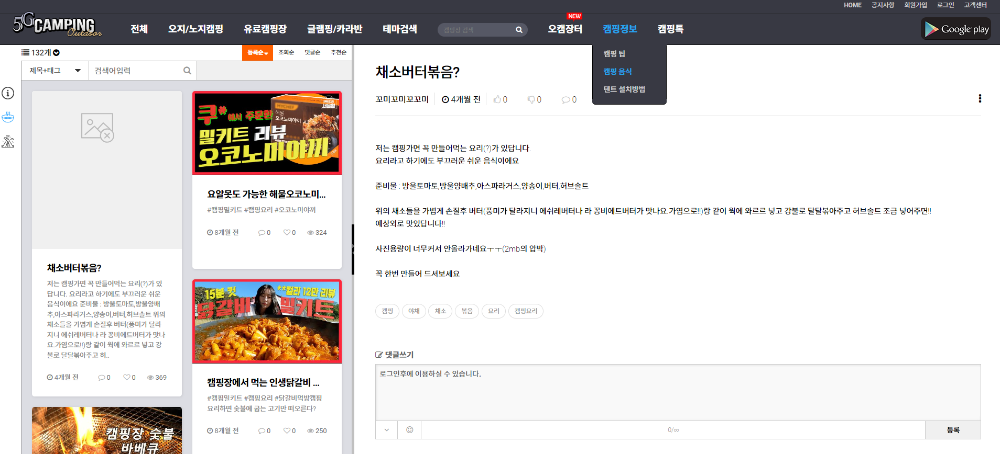 HOME 공지사항 회원가입 로그인 고객센터
5G CAMPING Outdoor
전체 오지/노지캠핑 유료캠핑장 글램핑/카라반 테마검색 캠핑장 검색 오캠장터 NEW 캠핑정보 캠핑톡
Google play
캠핑 팁
캠핑 음식
텐트 설치방법
132개
등록순 조회순 댓글순 추천순
제목+태그 검색어입력
채소버터볶음?
저는 캠핑가면 꼭 만들어먹는 요리(?)가 있
답니다. 요리라고 하기에도 부끄러운 쉬운
음식이에요 준비물 : 방울토마토,방울양배
추,아스파라거스,양송이,버터,허브솔트 위의
채소들을 가볍게 손질후 버터(풍미가 달라
지니 에쉬레버터나 라 꽁비에트버터가 맛나
요.가염으로!!)랑 같이 웍에 와르르 넣고 강
불로 달달볶아주고 허..
4개월 전 0 0 369
캠핑장 숯불
바베큐
쿠* 에서 주문한
밀키트 리뷰
오코노미야끼
MYCHEF
해물
오코노미야끼
요알못도 가능한 해물오코노미...
#캠핑밀키트 #캠핑요리 #오코노미야끼
8개월 전 0 0 324
15분 컷 **컬리 12만 리뷰
닭갈비 밀키트
캠핑장에서 먹는 인생닭갈비 ...
#캠핑밀키트 #캠핑요리 #닭갈비먹방캠핑
요리하면 숯불에 굽는 고기만 떠오른다?
8개월 전 0 0 250
채소버터볶음?
꼬미꼬미꼬꼬미 4개월 전 0 0 0
저는 캠핑가면 꼭 만들어먹는 요리(?)가 있답니다.
요리라고 하기에도 부끄러운 쉬운 음식이에요
준비물 : 방울토마토,방울양배추,아스파라거스,양송이,버터,허브솔트
위의 채소들을 가볍게 손질후 버터(풍미가 달라지니 에쉬레버터나 라 꽁비에트버터가 맛나요.가염으로!!)랑 같이 웍에 와르르 넣고 강불로 달달볶아주고 허브솔트 조금 넣어주면!!
예상외로 맛있답니다!!
사진용량이 너무커서 안올라가네요ㅜㅜ(2mb의 압박)
꼭 한번 만들어 드셔보세요
캠핑 야채 채소 볶음 요리 캠핑요리
댓글쓰기
로그인후에 이용하실 수 있습니다.
0/∞ 등록